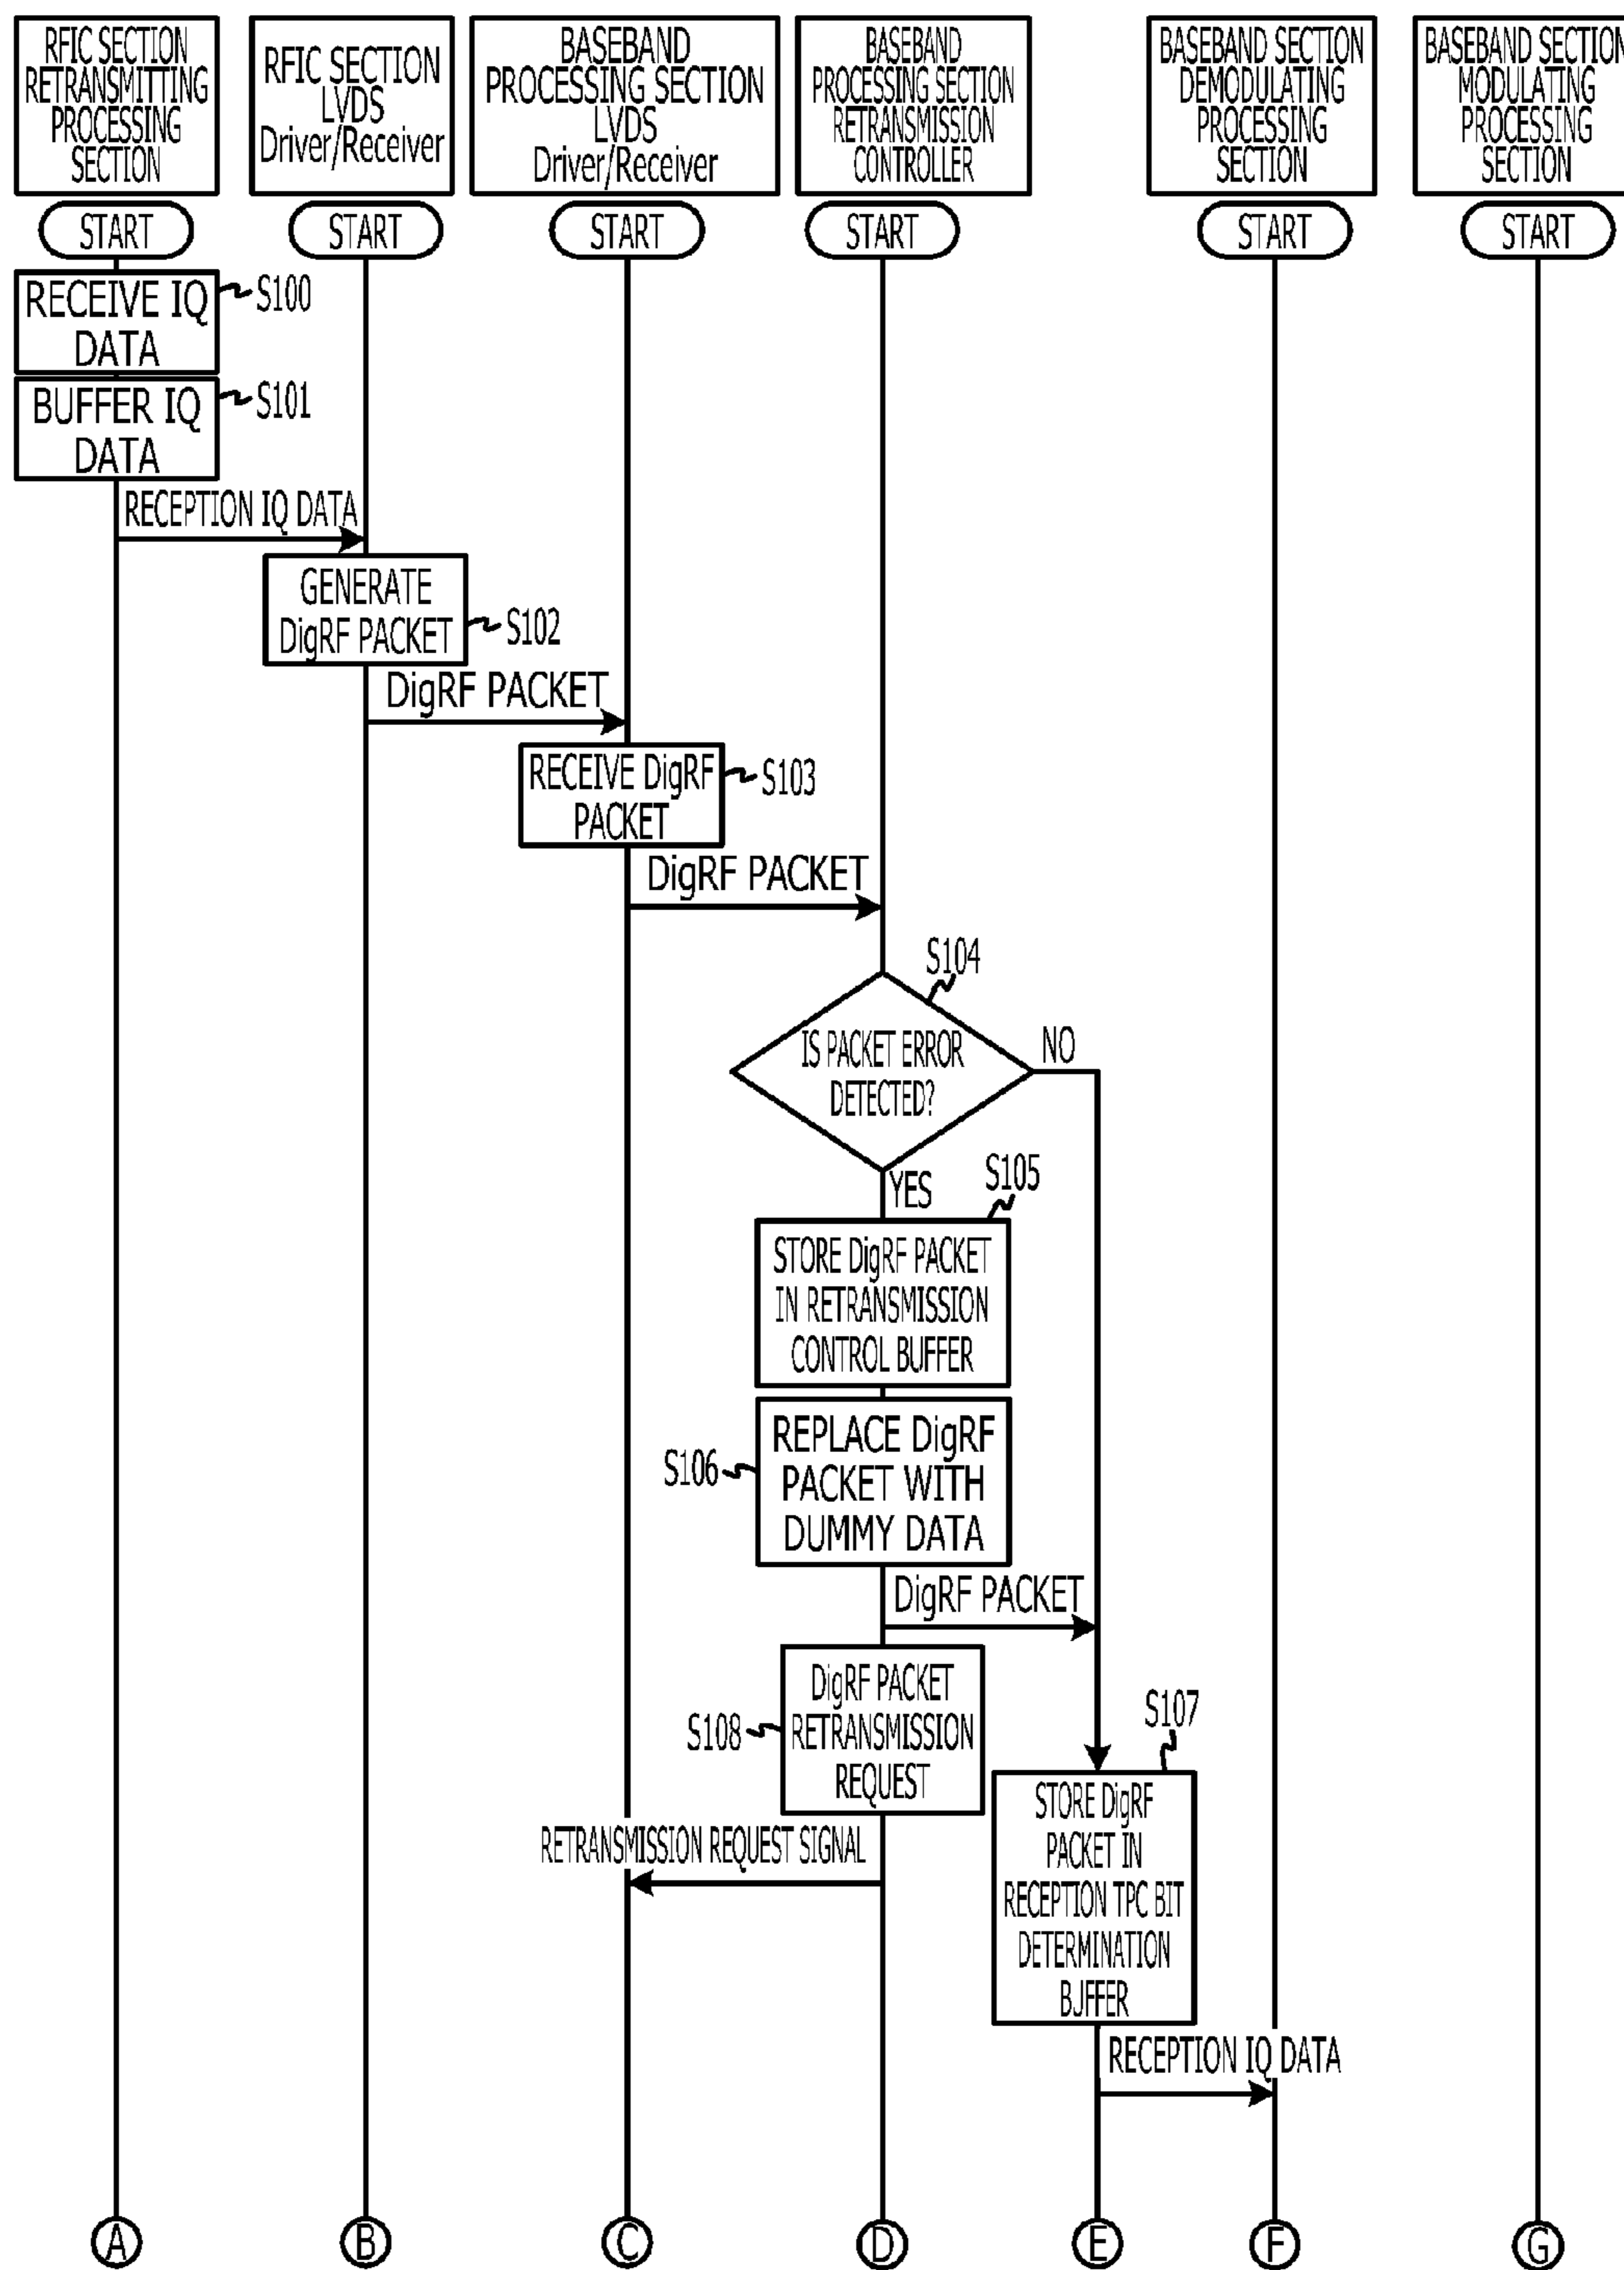 RFIC SECTION
RETRANSMITTING
PROCESSING
SECTION
RFIC SECTION
LVDS
Driver/Receiver
BASEBAND
PROCESSING SECTION
LVDS
Driver/Receiver
BASEBAND
PROCESSING SECTION
RETRANSMISSION
CONTROLLER
BASEBAND SECTION
DEMODULATING
PROCESSING
SECTION
BASEBAND SECTION
MODULATING
PROCESSING
SECTION
START
START
START
START
START
START
RECEIVE IQ
DATA
S100
BUFFER IQ
DATA
S101
RECEPTION IQ DATA
GENERATE
DigRF PACKET
S102
DigRF PACKET
RECEIVE DigRF
PACKET
S103
DigRF PACKET
S104
IS PACKET ERROR
DETECTED?
NO
YES
S105
STORE DigRF PACKET
IN RETRANSMISSION
CONTROL BUFFER
S106
REPLACE DigRF
PACKET WITH
DUMMY DATA
DigRF PACKET
S108
DigRF PACKET
RETRANSMISSION
REQUEST
S107
STORE DigRF
PACKET IN
RECEPTION TPC BIT
DETERMINATION
BJFFER
RETRANSMISSION REQUEST SIGNAL
RECEPTION IQ DATA
A
B
C
D
E
F
G